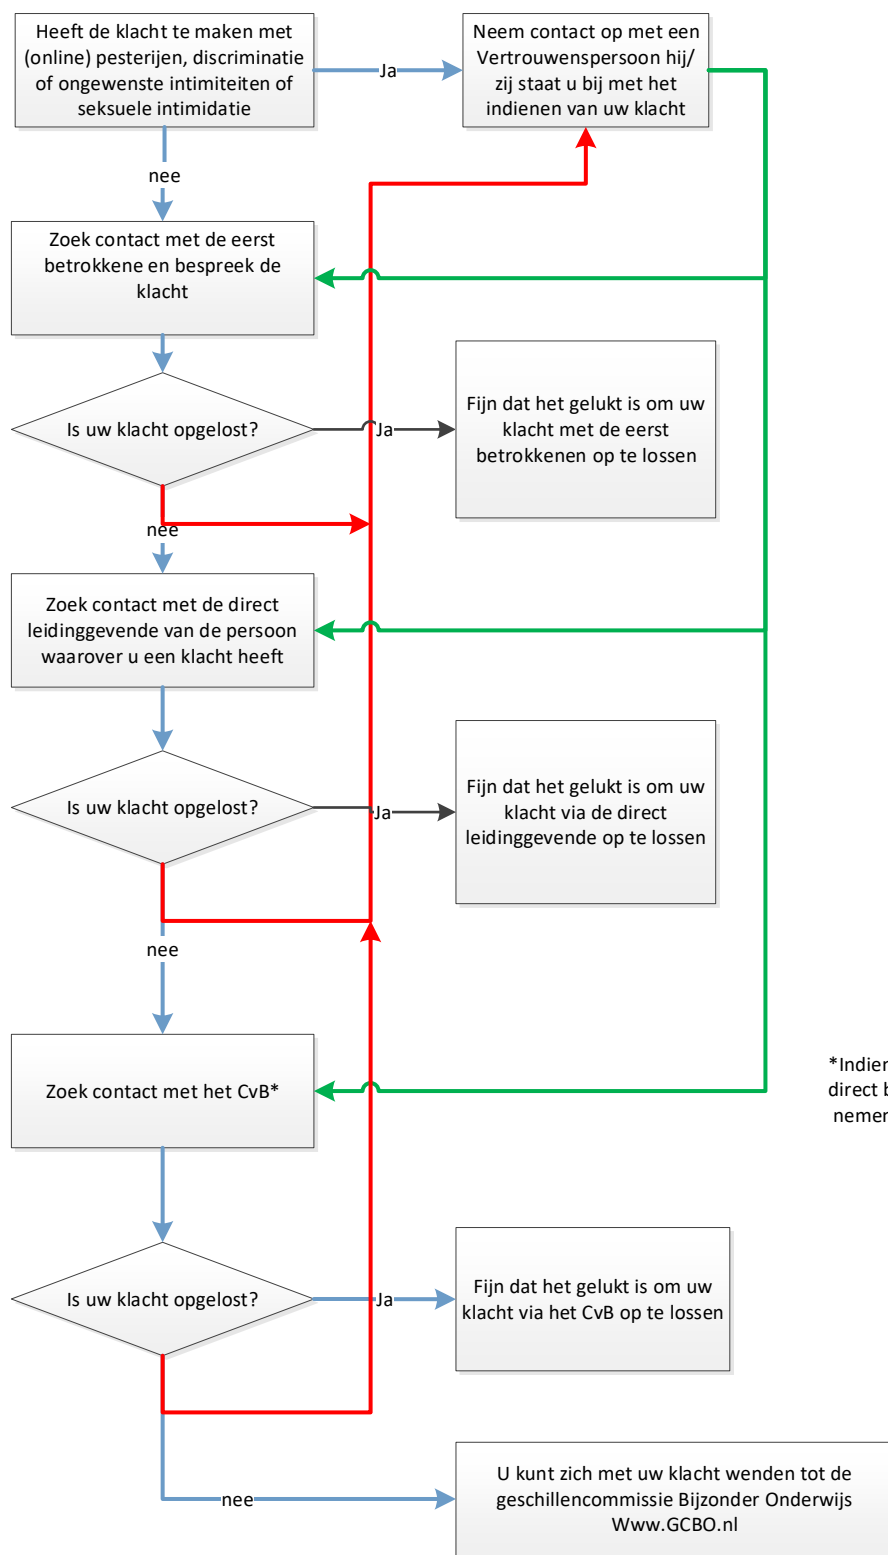 Heeft de klacht te maken met
(online) pesterijen, discriminatie
of ongewenste intimiteiten of
seksuele intimidatie
Ja
Neem contact op met een
Vertrouwenspersoon hij/
zij staat u bij met het
indienen van uw klacht
nee
Zoek contact met de eerst
betrokkene en bespreek de
klacht
Is uw klacht opgelost?
Ja
Fijn dat het gelukt is om uw
klacht met de eerst
betrokkenen op te lossen
nee
Zoek contact met de direct
leidinggevende van de persoon
waarover u een klacht heeft
Is uw klacht opgelost?
Ja
Fijn dat het gelukt is om uw
klacht via de direct
leidinggevende op te lossen
nee
Zoek contact met het CvB*
*Indien
direct
Is uw klacht opgelost?
Ja
Fijn dat het gelukt is om uw
klacht via het CvB op te lossen
nee
U kunt zich met uw klacht wenden tot de
geschillencommissie Bijzonder Onderwijs
Www.GCBO.nl